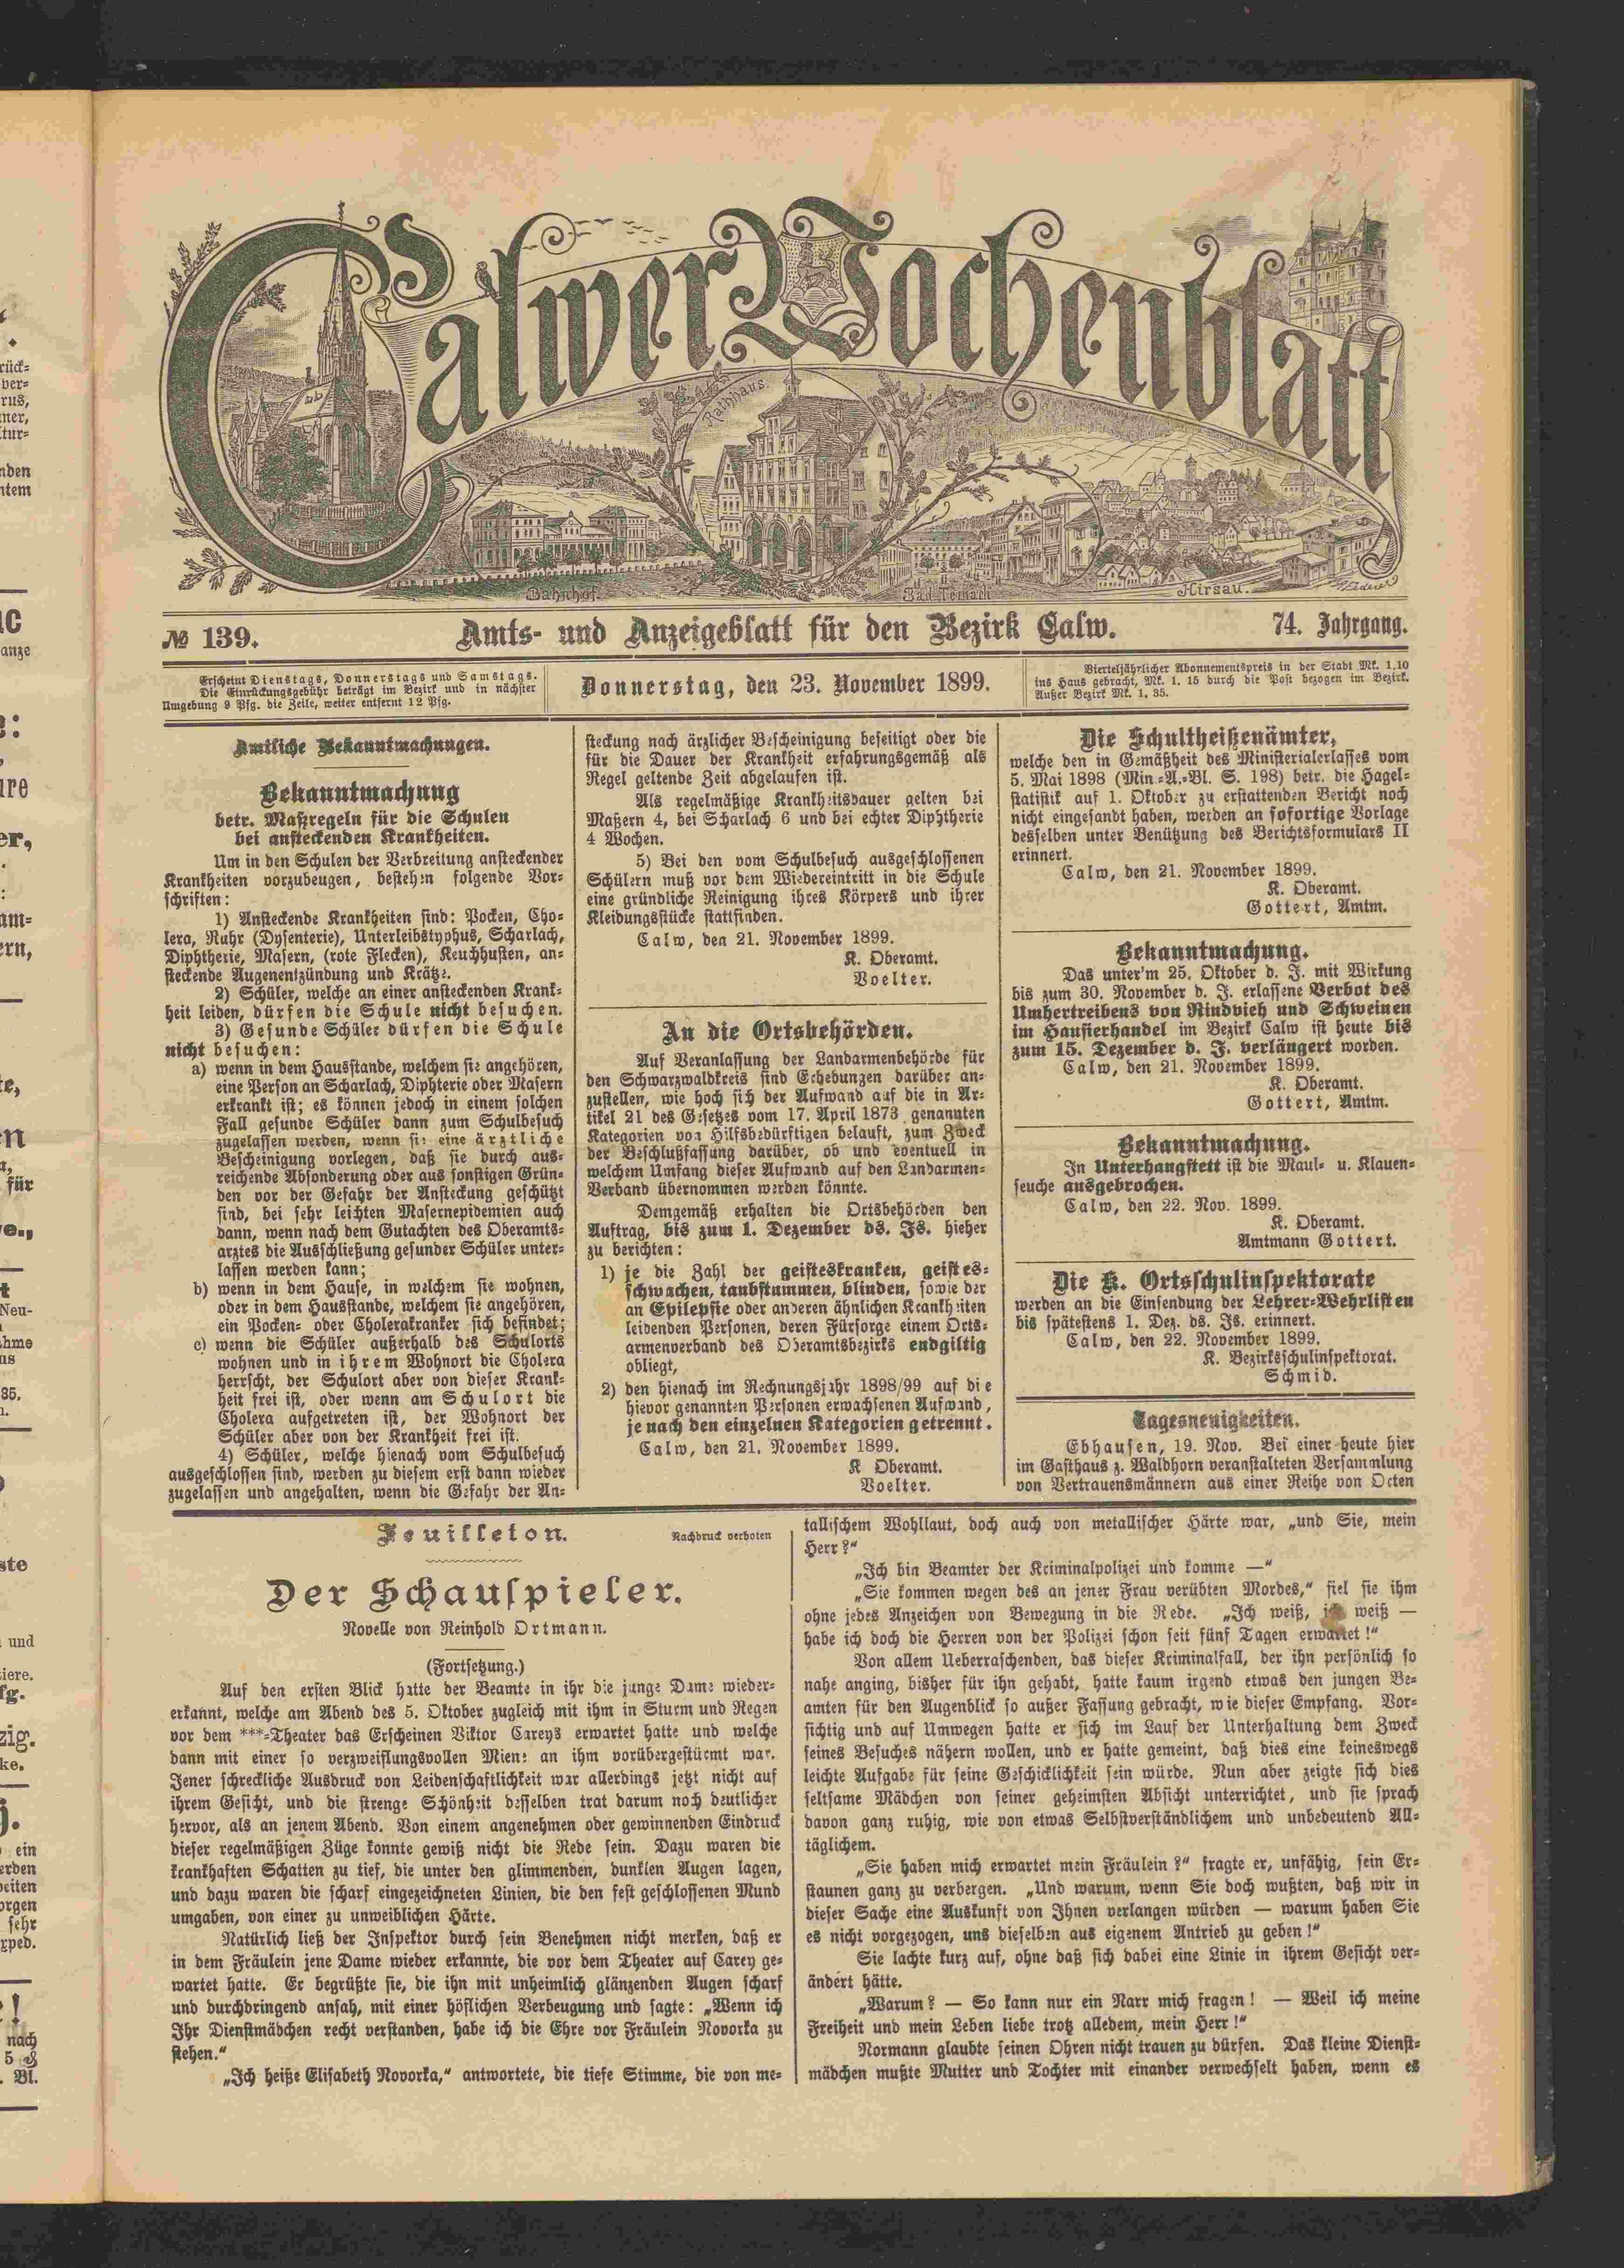 Calwer Wochenblatt
Rathhaus.
Bahnhof.
Bad Teinach
Hirsau.
№ 139.
Amts- und Anzeigeblatt für den Bezirk Calw.
74. Jahrgang.
Erscheint Dienstags, Donnerstags und Samstags.
Die Einrückungsgebühr beträgt im Bezirk und in nächster
Umgebung 9 Pfg. die Zeile, weiter entfernt 12 Pfg.
Donnerstag, den 23. November 1899.
Vierteljährlicher Abonnementspreis in der Stadt Mk. 1.10
ins Haus gebracht, Mk. 1. 15 durch die Post bezogen im Bezirk.
Außer Bezirk Mk. 1. 35.
Amtliche Bekanntmachungen.
Bekanntmachung
betr. Maßregeln für die Schulen
bei ansteckenden Krankheiten.
Um in den Schulen der Verbreitung ansteckender
Krankheiten vorzubeugen, bestehen folgende Vor-
schriften:
1) Ansteckende Krankheiten sind: Pocken, Cho-
lera, Ruhr (Dysenterie), Unterleibstyphus, Scharlach,
Diphtherie, Masern, (rote Flecken), Keuchhusten, an-
steckende Augenentzündung und Krätze.
2) Schüler, welche an einer ansteckenden Krank-
heit leiden, dürfen die Schule nicht besuchen.
3) Gesunde Schüler dürfen die Schule
nicht besuchen:
a) wenn in dem Hausstande, welchem sie angehören,
eine Person an Scharlach, Diphterie oder Masern
erkrankt ist; es können jedoch in einem solchen
Fall gesunde Schüler dann zum Schulbesuch
zugelassen werden, wenn sie eine ärztliche
Bescheinigung vorlegen, daß sie durch aus-
reichende Absonderung oder aus sonstigen Grün-
den vor der Gefahr der Ansteckung geschützt
sind, bei sehr leichten Masernepidemien auch
dann, wenn nach dem Gutachten des Oberamts-
arztes die Ausschließung gesunder Schüler unter-
lassen werden kann;
b) wenn in dem Hause, in welchem sie wohnen,
oder in dem Hausstande, welchem sie angehören,
ein Pocken- oder Cholerakranker sich befindet;
c) wenn die Schüler außerhalb des Schulorts
wohnen und in ihrem Wohnort die Cholera
herrscht, der Schulort aber von dieser Krank-
heit frei ist, oder wenn am Schulort die
Cholera aufgetreten ist, der Wohnort der
Schüler aber von der Krankheit frei ist.
4) Schüler, welche hienach vom Schulbesuch
ausgeschlossen sind, werden zu diesem erst dann wieder
zugelassen und angehalten, wenn die Gefahr der An-
steckung nach ärzlicher Bescheinigung beseitigt oder die
für die Dauer der Krankheit erfahrungsgemäß als
Regel geltende Zeit abgelaufen ist.
Als regelmäßige Krankheitsdauer gelten bei
Maßern 4, bei Scharlach 6 und bei echter Diphtherie
4 Wochen.
5) Bei den vom Schulbesuch ausgeschlossenen
Schülern muß vor dem Wiedereintritt in die Schule
eine gründliche Reinigung ihres Körpers und ihrer
Kleidungsstücke stattfinden.
Calw, den 21. November 1899.
K. Oberamt.
Voelter.
An die Ortsbehörden.
Auf Veranlassung der Landarmenbehörde für
den Schwarzwaldkreis sind Erhebungen darüber an-
zustellen, wie hoch sich der Aufwand auf die in Ar-
tikel 21 des Gesetzes vom 17. April 1873 genannten
Kategorien von Hilfsbedürftigen belauft, zum Zweck
der Beschlußfassung darüber, ob und eventuell in
welchem Umfang dieser Aufwand auf den Landarmen-
Verband übernommen werden könnte.
Demgemäß erhalten die Ortsbehörden den
Auftrag, bis zum 1. Dezember ds. Js. hieher
zu berichten:
1) je die Zahl der geisteskranken, geistes-
schwachen, taubstummen, blinden, sowie der
an Epilepsie oder anderen ähnlichen Krankheiten
leidenden Personen, deren Fürsorge einem Orts-
armenverband des Oberamtsbezirks endgiltig
obliegt,
2) den hienach im Rechnungsjahr 1898/99 auf die
hievor genannten Personen erwachsenen Aufwand,
je nach den einzelnen Kategorien getrennt.
Calw, den 21. November 1899.
K Oberamt.
Voelter.
Die Schultheißenämter,
welche den in Gemäßheit des Ministerialerlasses vom
5. Mai 1898 (Min.-A.-Bl. S. 198) betr. die Hagel-
statistik auf 1. Oktober zu erstattenden Bericht noch
nicht eingesandt haben, werden an sofortige Vorlage
desselben unter Benützung des Berichtsformulars II
erinnert.
Calw, den 21. November 1899.
K. Oberamt.
Gottert, Amtm.
Bekanntmachung.
Das unter'm 25. Oktober d. J. mit Wirkung
bis zum 30. November d. J. erlassene Verbot des
Umhertreibens von Rindvieh und Schweinen
im Hausierhandel im Bezirk Calw ist heute bis
zum 15. Dezember d. J. verlängert worden.
Calw, den 21. November 1899.
K. Oberamt.
Gottert, Amtm.
Bekanntmachung.
In Unterhaugstett ist die Maul- u. Klauen-
seuche ausgebrochen.
Calw, den 22. Nov. 1899.
K. Oberamt.
Amtmann Gottert.
Die K. Ortsschulinspektorate
werden an die Einsendung der Lehrer-Wehrlisten
bis spätestens 1. Dez. ds. Js. erinnert.
Calw, den 22. November 1899.
K. Bezirksschulinspektorat.
Schmid.
Tagesneuigkeiten.
Ebhausen, 19. Nov. Bei einer heute hier
im Gasthaus z. Waldhorn veranstalteten Versammlung
von Vertrauensmännern aus einer Reihe von Orten
Feuilleton.
Nachdruck verboten
Der Schauspieler.
Novelle von Reinhold Ortmann.
(Fortsetzung.)
Auf den ersten Blick hatte der Beamte in ihr die junge Dame wieder-
erkannt, welche am Abend des 5. Oktober zugleich mit ihm in Sturm und Regen
vor dem ***-Theater das Erscheinen Viktor Careys erwartet hatte und welche
dann mit einer so verzweiflungsvollen Miene an ihm vorübergestürmt war.
Jener schreckliche Ausdruck von Leidenschaftlichkeit war allerdings jetzt nicht auf
ihrem Gesicht, und die strenge Schönheit desselben trat darum noch deutlicher
hervor, als an jenem Abend. Von einem angenehmen oder gewinnenden Eindruck
dieser regelmäßigen Züge konnte gewiß nicht die Rede sein. Dazu waren die
krankhaften Schatten zu tief, die unter den glimmenden, dunklen Augen lagen,
und dazu waren die scharf eingezeichneten Linien, die den fest geschlossenen Mund
umgaben, von einer zu unweiblichen Härte.
Natürlich ließ der Inspektor durch sein Benehmen nicht merken, daß er
in dem Fräulein jene Dame wieder erkannte, die vor dem Theater auf Carey ge-
wartet hatte. Er begrüßte sie, die ihn mit unheimlich glänzenden Augen scharf
und durchdringend ansah, mit einer höflichen Verbeugung und sagte: „Wenn ich
Ihr Dienstmädchen recht verstanden, habe ich die Ehre vor Fräulein Novorka zu
stehen.“
„Ich heiße Elisabeth Novorka,“ antwortete, die tiefe Stimme, die von me-
tallischem Wohllaut, doch auch von metallischer Härte war, „und Sie, mein
Herr?“
„Ich bin Beamter der Kriminalpolizei und komme —“
„Sie kommen wegen des an jener Frau verübten Mordes,“ fiel sie ihm
ohne jedes Anzeichen von Bewegung in die Rede. „Ich weiß, ich weiß —
habe ich doch die Herren von der Polizei schon seit fünf Tagen erwartet!“
Von allem Ueberraschenden, das dieser Kriminalfall, der ihn persönlich so
nahe anging, bisher für ihn gehabt, hatte kaum irgend etwas den jungen Be-
amten für den Augenblick so außer Fassung gebracht, wie dieser Empfang. Vor-
sichtig und auf Umwegen hatte er sich im Lauf der Unterhaltung dem Zweck
seines Besuches nähern wollen, und er hatte gemeint, daß dies eine keineswegs
leichte Aufgabe für seine Geschicklichkeit sein würde. Nun aber zeigte sich dies
seltsame Mädchen von seiner geheimsten Absicht unterrichtet, und sie sprach
davon ganz ruhig, wie von etwas Selbstverständlichem und unbedeutend All-
täglichem.
„Sie haben mich erwartet mein Fräulein?“ fragte er, unfähig, sein Er-
staunen ganz zu verbergen. „Und warum, wenn Sie doch wußten, daß wir in
dieser Sache eine Auskunft von Ihnen verlangen würden — warum haben Sie
es nicht vorgezogen, uns dieselben aus eigenem Antrieb zu geben!“
Sie lachte kurz auf, ohne daß sich dabei eine Linie in ihrem Gesicht ver-
ändert hätte.
„Warum? — So kann nur ein Narr mich fragen! — Weil ich meine
Freiheit und mein Leben liebe trotz alledem, mein Herr!“
Normann glaubte seinen Ohren nicht trauen zu dürfen. Das kleine Dienst-
mädchen mußte Mutter und Tochter mit einander verwechselt haben, wenn es